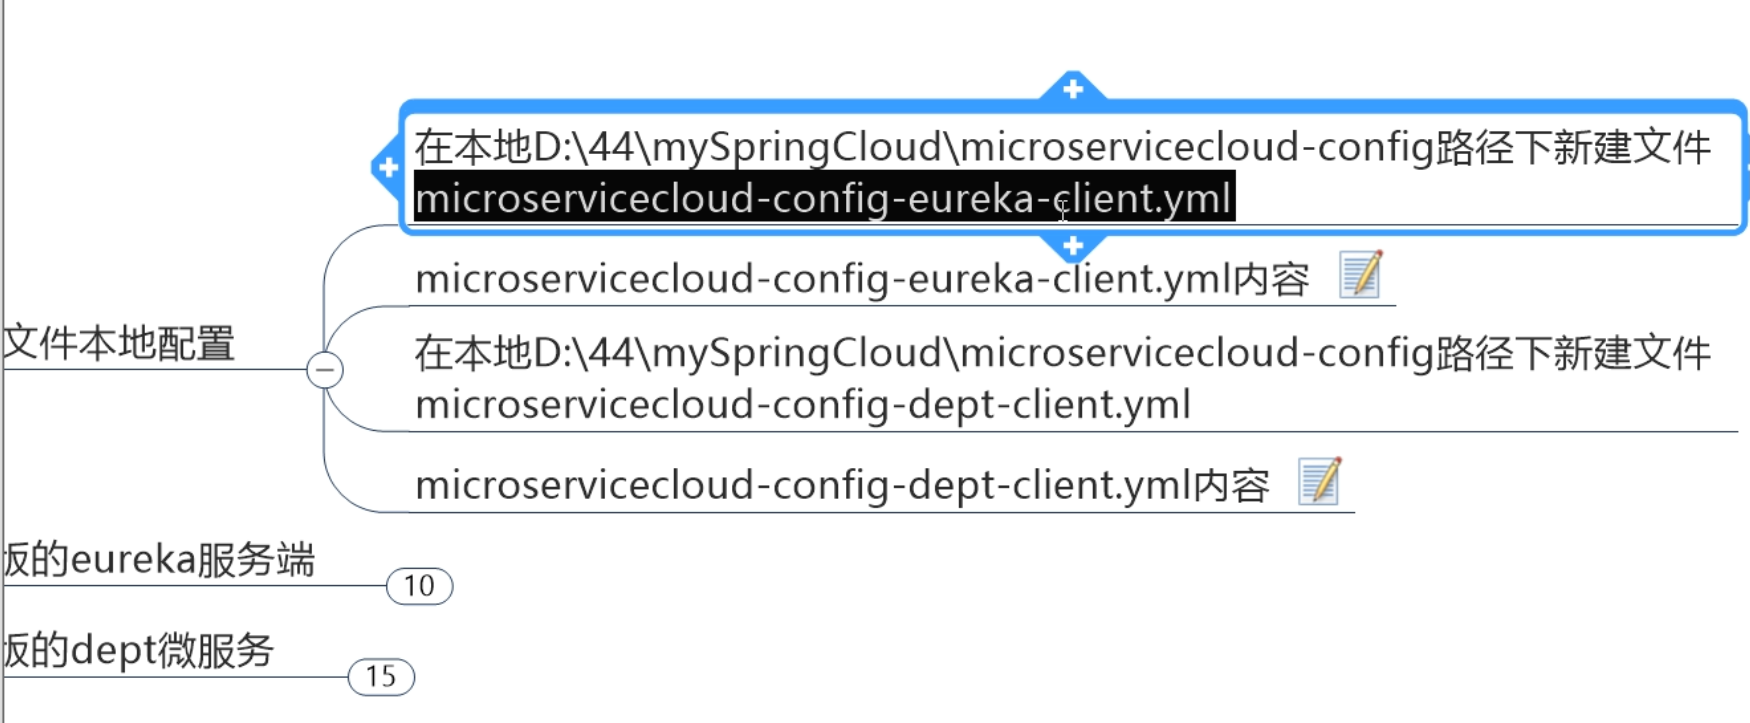 在本地D:\44\mySpringCloud\microservicecloud-config路径下新建文件
microservicecloud-config-eureka-client.yml
microservicecloud-config-eureka-client.yml内容
文件本地配置
在本地D:\44\mySpringCloud\microservicecloud-config路径下新建文件
microservicecloud-config-dept-client.yml
microservicecloud-config-dept-client.yml内容
版的eureka服务端
10
版的dept微服务
15